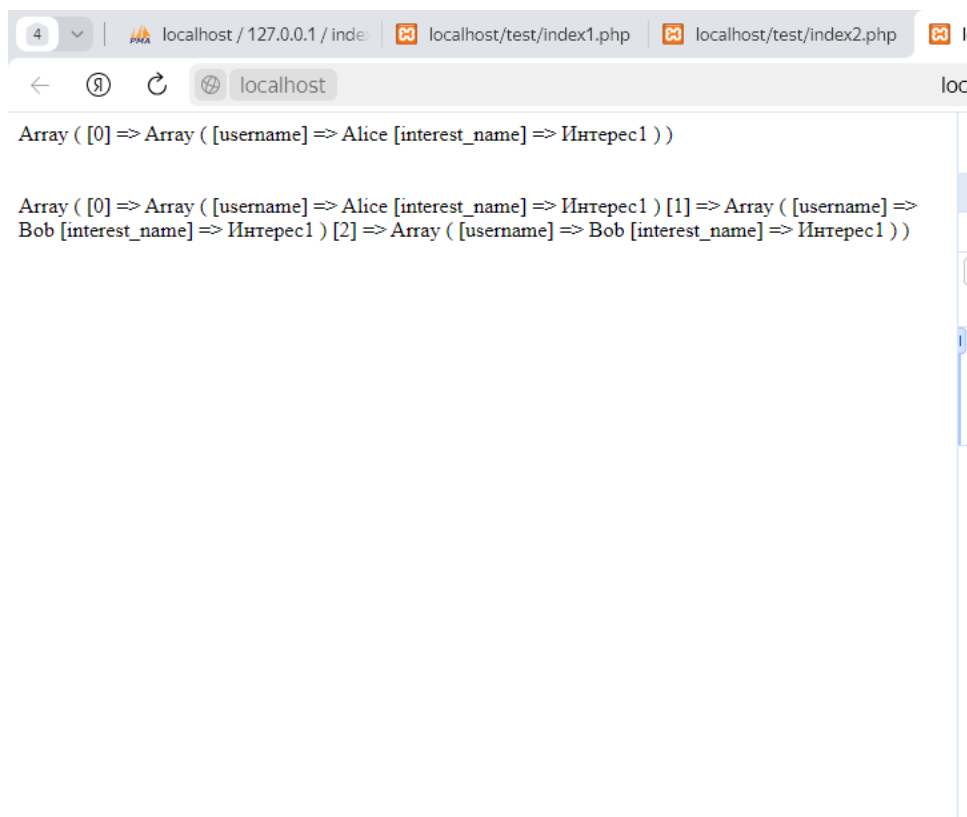 4 localhost / 127.0.0.1 / inde localhost/test/index1.php localhost/test/index2.php
Я localhost loc
Array ( [0] => Array ( [username] => Alice [interest_name] => Интерес1 ) )
Array ( [0] => Array ( [username] => Alice [interest_name] => Интерес1 ) [1] => Array ( [username] =>
Bob [interest_name] => Интерес1 ) [2] => Array ( [username] => Bob [interest_name] => Интерес1 ) )